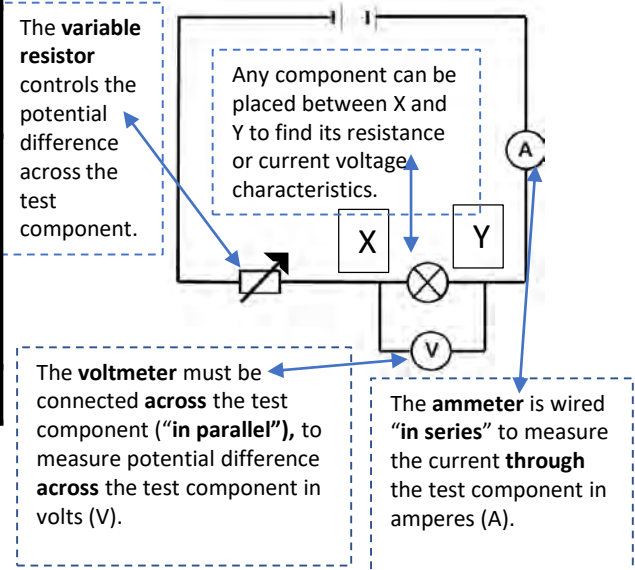 The variable
resistor
controls the
potential
difference
across the
test
component.
Any component can be
placed between X and
Y to find its resistance
or current voltage
characteristics.
A
X
Y
V
The voltmeter must be
connected across the test
component (“in parallel”), to
measure potential difference
across the test component in
volts (V).
The ammeter is wired
“in series” to measure
the current through
the test component in
amperes (A).